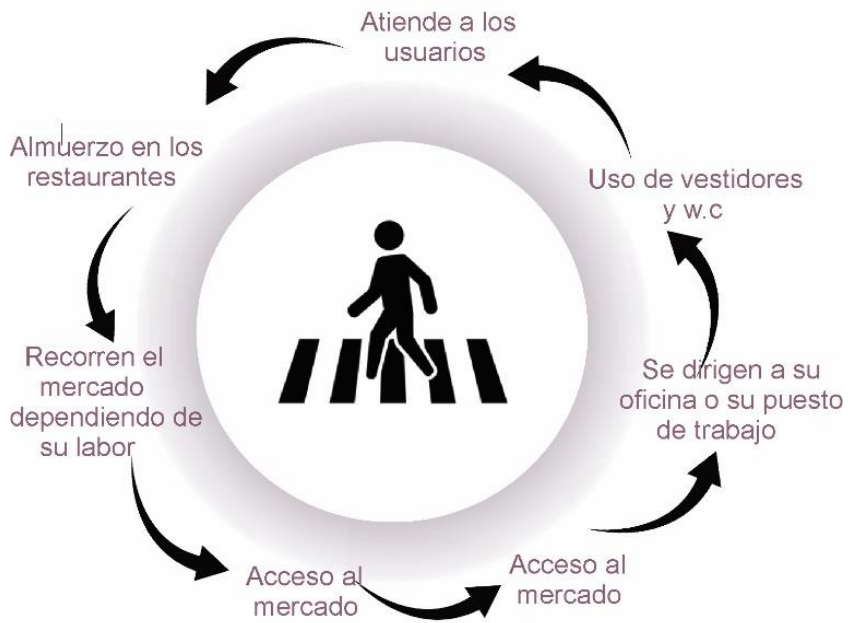 Atiende a los
usuarios
Almuerzo en los
restaurantes
Uso de vestidores
y w.c
Recorren el
mercado
dependiendo de
su labor
Se dirigen a su
oficina o su puesto
de trabajo
Acceso al
mercado
Acceso al
mercado